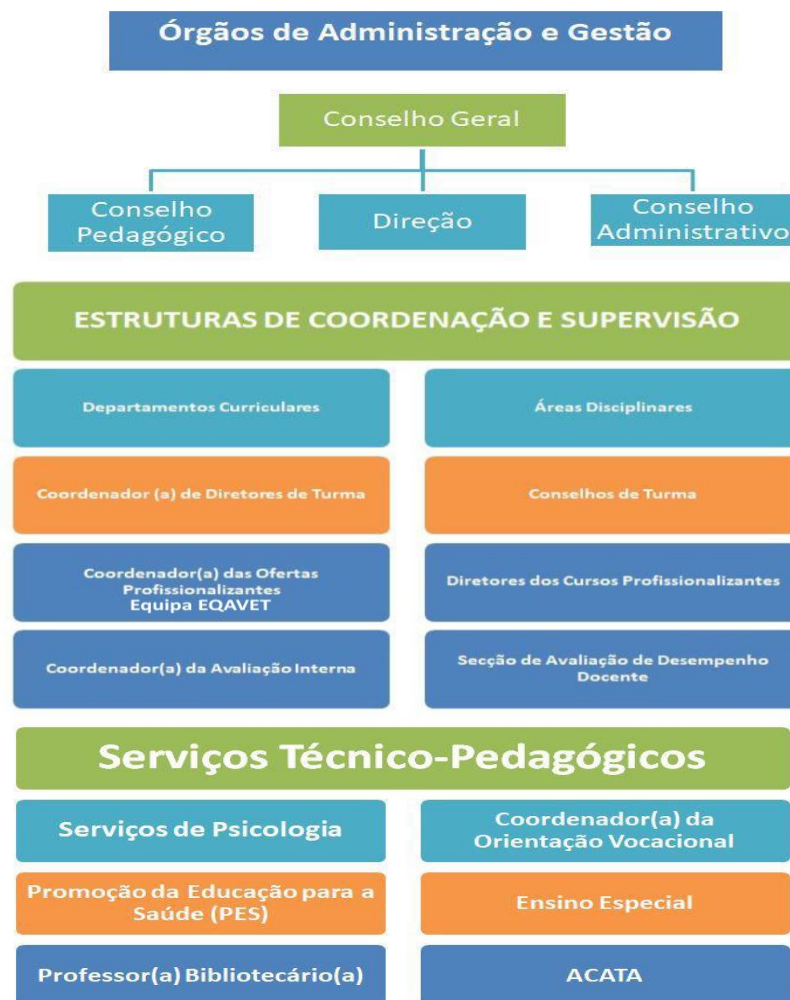 Órgãos de Administração e Gestão
Conselho Geral
Conselho
Pedagógico
Direção
Conselho
Administrativo
ESTRUTURAS DE COORDENAÇÃO E SUPERVISÃO
Departamentos Curriculares
Áreas Disciplinares
Coordenador (a) de Diretores de Turma
Conselhos de Turma
Coordenador(a) das Ofertas
Profissionalizantes
Equipa EQAVET
Diretores dos Cursos Profissionalizantes
Coordenador(a) da Avaliação Interna
Secção de Avaliação de Desempenho
Docente
Serviços Técnico-Pedagógicos
Serviços de Psicologia
Coordenador(a) da
Orientação Vocacional
Promoção da Educação para a
Saúde (PES)
Ensino Especial
Professor(a) Bibliotecário(a)
ACATA